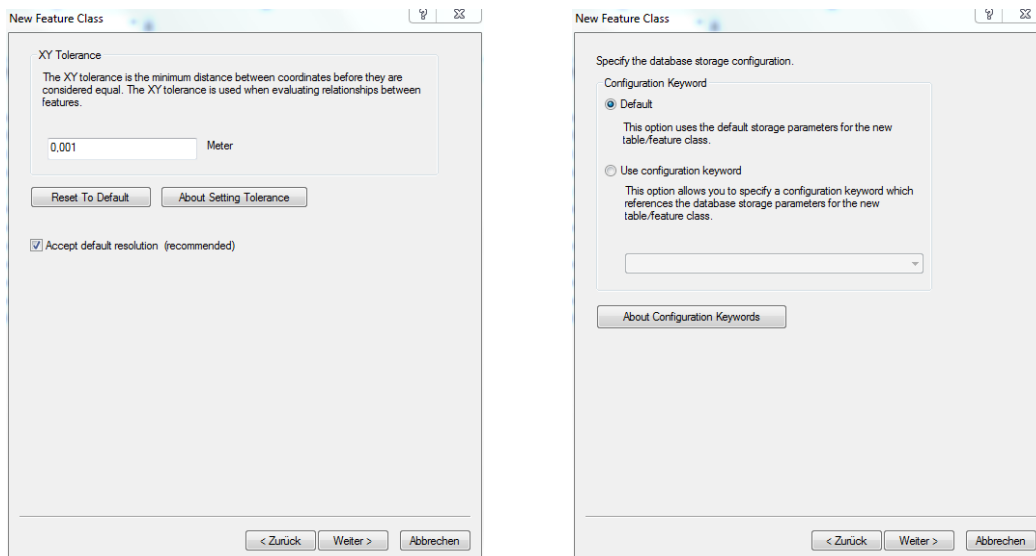 New Feature Class
XY Tolerance
The XY tolerance is the minimum distance between coordinates before they are
considered equal. The XY tolerance is used when evaluating relationships between
features.
0,001 Meter
Reset To Default About Setting Tolerance
Accept default resolution (recommended)
< Zurück Weiter > Abbrechen
New Feature Class
Specify the database storage configuration.
Configuration Keyword
Default
This option uses the default storage parameters for the new
table/feature class.
Use configuration keyword
This option allows you to specify a configuration keyword which
references the database storage parameters for the new
table/feature class.
About Configuration Keywords
< Zurück Weiter > Abbrechen